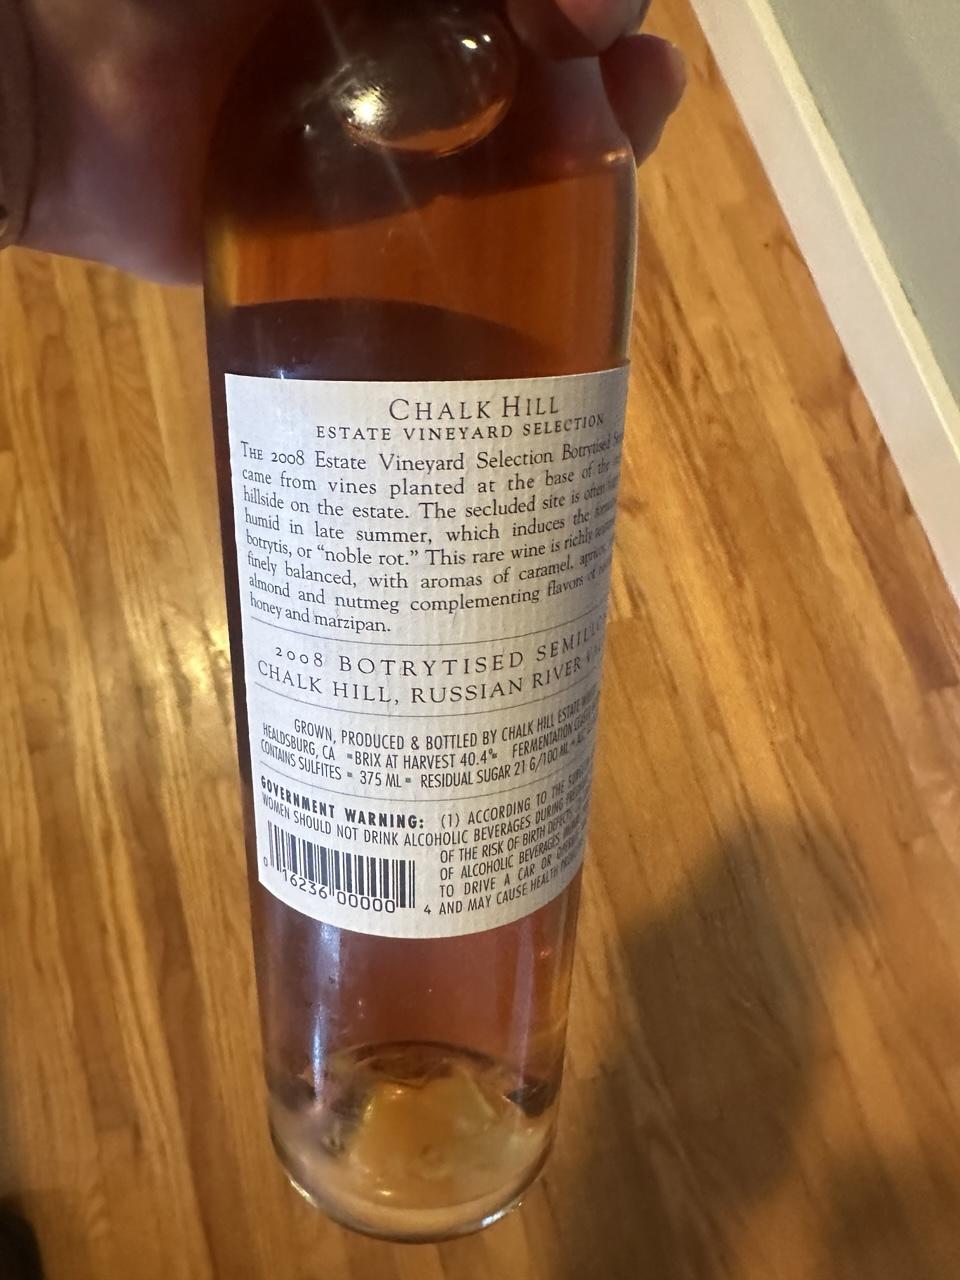 CHALK HILL
ESTATE VINEYARD SELECTION
THE 2008 Estate Vineyard Selection Botrytised
came from vines planted at the base of the
hillside on the estate. The secluded site is often
humid in late summer, which induces the
botrytis, or “noble rot.” This rare wine is richly
finely balanced, with aromas of caramel, apricot,
almond and nutmeg complementing flavors of
honey and marzipan.
2008 BOTRYTISED SEMILLON
CHALK HILL, RUSSIAN RIVER
GROWN, PRODUCED & BOTTLED BY CHALK HILL ESTATE
HEALDSBURG, CA ▪ BRIX AT HARVEST 40.4° ▪ FERMENTATION
CONTAINS SULFITES ▪ 375 ML ▪ RESIDUAL SUGAR 21 G/100 ML ▪ ALC
GOVERNMENT WARNING: (1) ACCORDING TO THE
WOMEN SHOULD NOT DRINK ALCOHOLIC BEVERAGES DURING
OF THE RISK OF BIRTH DEFECTS.
OF ALCOHOLIC BEVERAGES
TO DRIVE A CAR OR
AND MAY CAUSE HEALTH
0 16236 00000 4